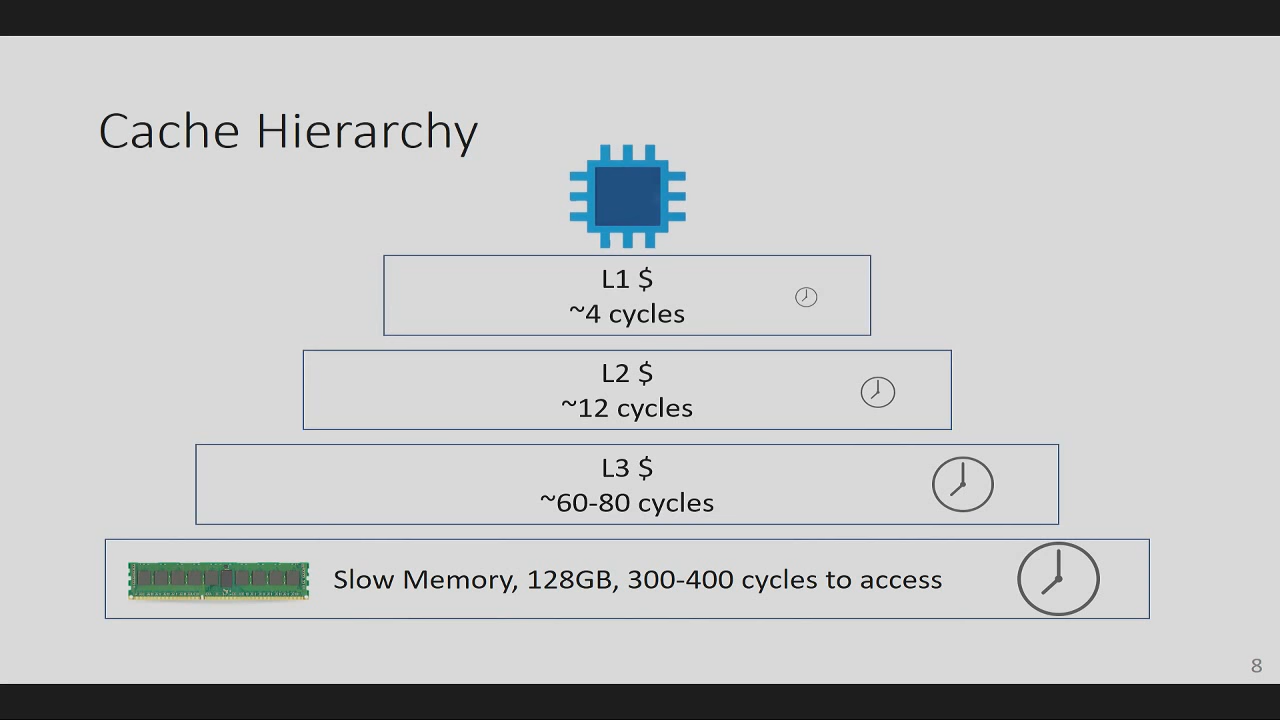 Cache Hierarchy
L1 $
~4 cycles
L2 $
~12 cycles
L3 $
~60-80 cycles
Slow Memory, 128GB, 300-400 cycles to access
8